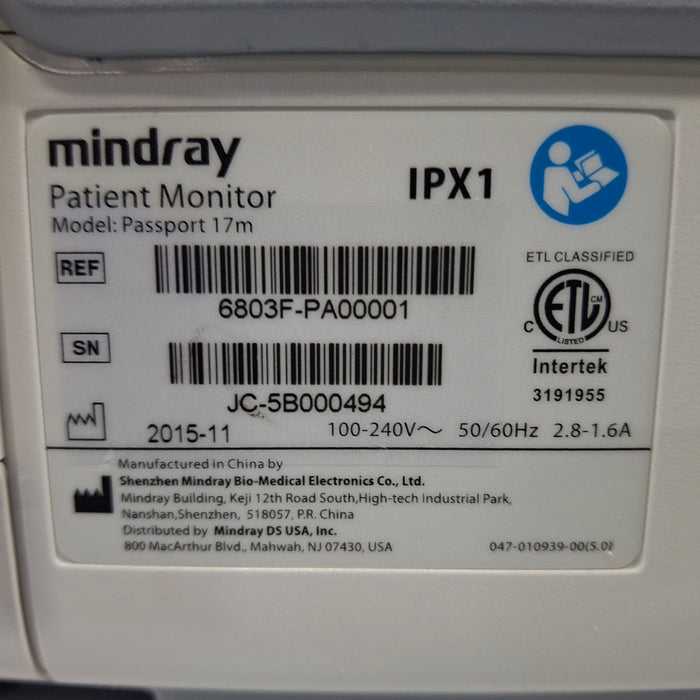 mindray
IPX1
Patient Monitor
Model: Passport 17m
REF
6803F-PA00001
SN
JC-5B000494
ETL CLASSIFIED
C ETL CM US
LISTED
Intertek
3191955
2015-11 100-240V～ 50/60Hz 2.8-1.6A
Manufactured in China by
Shenzhen Mindray Bio-Medical Electronics Co., Ltd.
Mindray Building, Keji 12th Road South,High-tech Industrial Park,
Nanshan,Shenzhen, 518057, P.R. China
Distributed by Mindray DS USA, Inc.
800 MacArthur Blvd., Mahwah, NJ 07430, USA
047-010939-00(5.0)